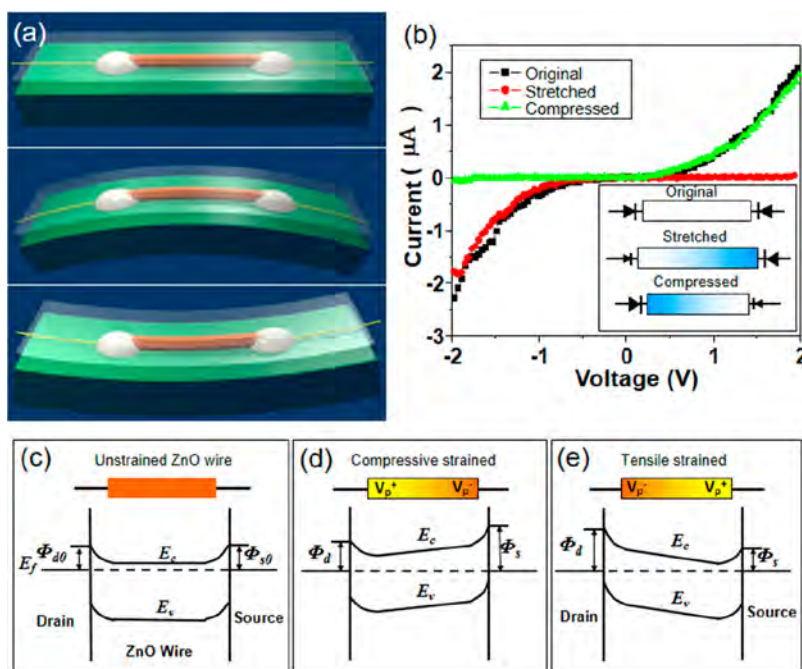 (a)
(b)
2
1
0
-1
-2
-3
Current ( μA )
Original
Stretched
Compressed
Original
Stretched
Compressed
-2
-1
0
1
2
Voltage (V)
(c)
Unstrained ZnO wire
Φd0
Ef
Ec
Φs0
Ev
Drain
Source
ZnO Wire
(d)
Compressive strained
Vp+
Vp-
Φd
Ec
Φs
Ev
(e)
Tensile strained
Vp-
Vp+
Φd
Ec
Φs
Ev
Drain
Source